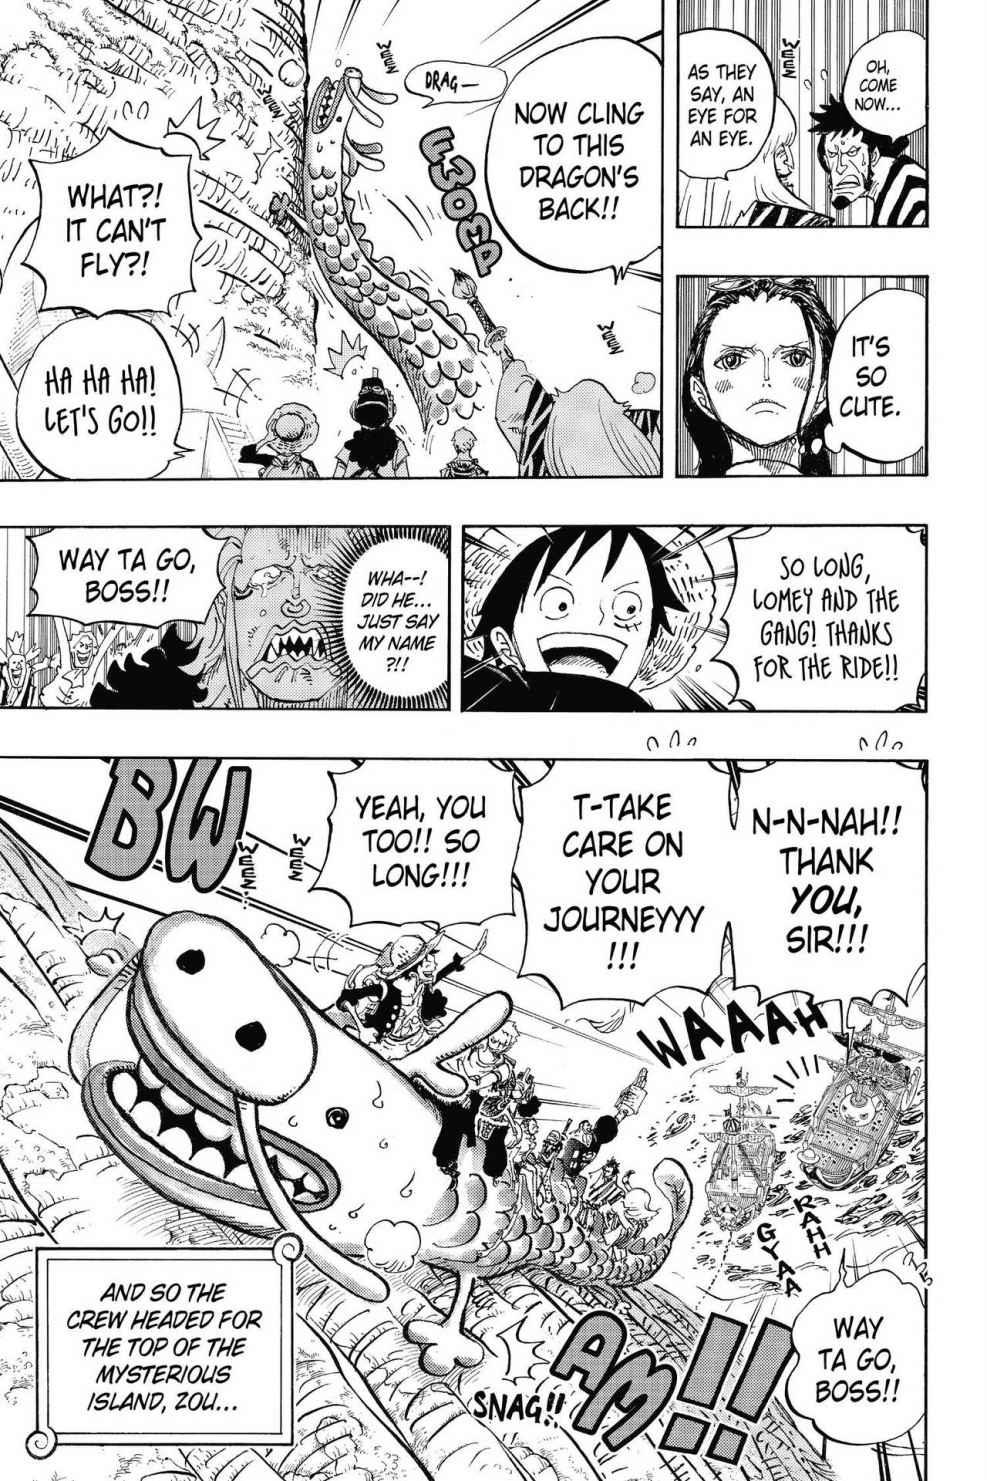 OH,
COME
NOW...
WEEN
AS THEY
SAY, AN
EYE FOR
AN EYE.
IT'S
SO
CUTE.
NOW CLING
TO THIS
DRAGON'S
BACK!!
DRAG—
WEEN
WEEN
WEEN
WHAT?!
IT CAN'T
FLY?!
HA HA HA!
LET'S GO!!
SO LONG,
LOMEY AND THE
GANG! THANKS
FOR THE RIDE!!
WHA--!
DID HE...
JUST SAY
MY NAME
?!!
WAY TA GO,
BOSS!!
N-N-NAH!!
THANK
YOU,
SIR!!!
T-TAKE
CARE ON
YOUR
JOURNEYYY
!!!
YEAH, YOU
TOO!! SO
LONG!!!
BW
WEEN
WEEN
WAAAH
RAHH
GYAA
WAY
TA GO,
BOSS!!
AM!!
SNAG!!
AND SO THE
CREW HEADED FOR
THE TOP OF THE
MYSTERIOUS
ISLAND, ZOU...